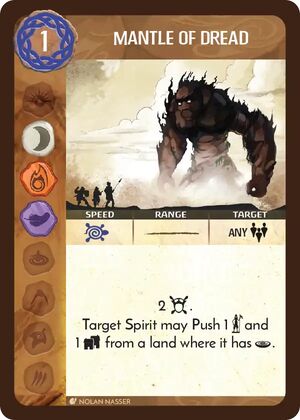 1 MANTLE OF DREAD
SPEED RANGE TARGET
ANY
2 .
Target Spirit may Push 1 and
1 from a land where it has .
NOLAN NASSER